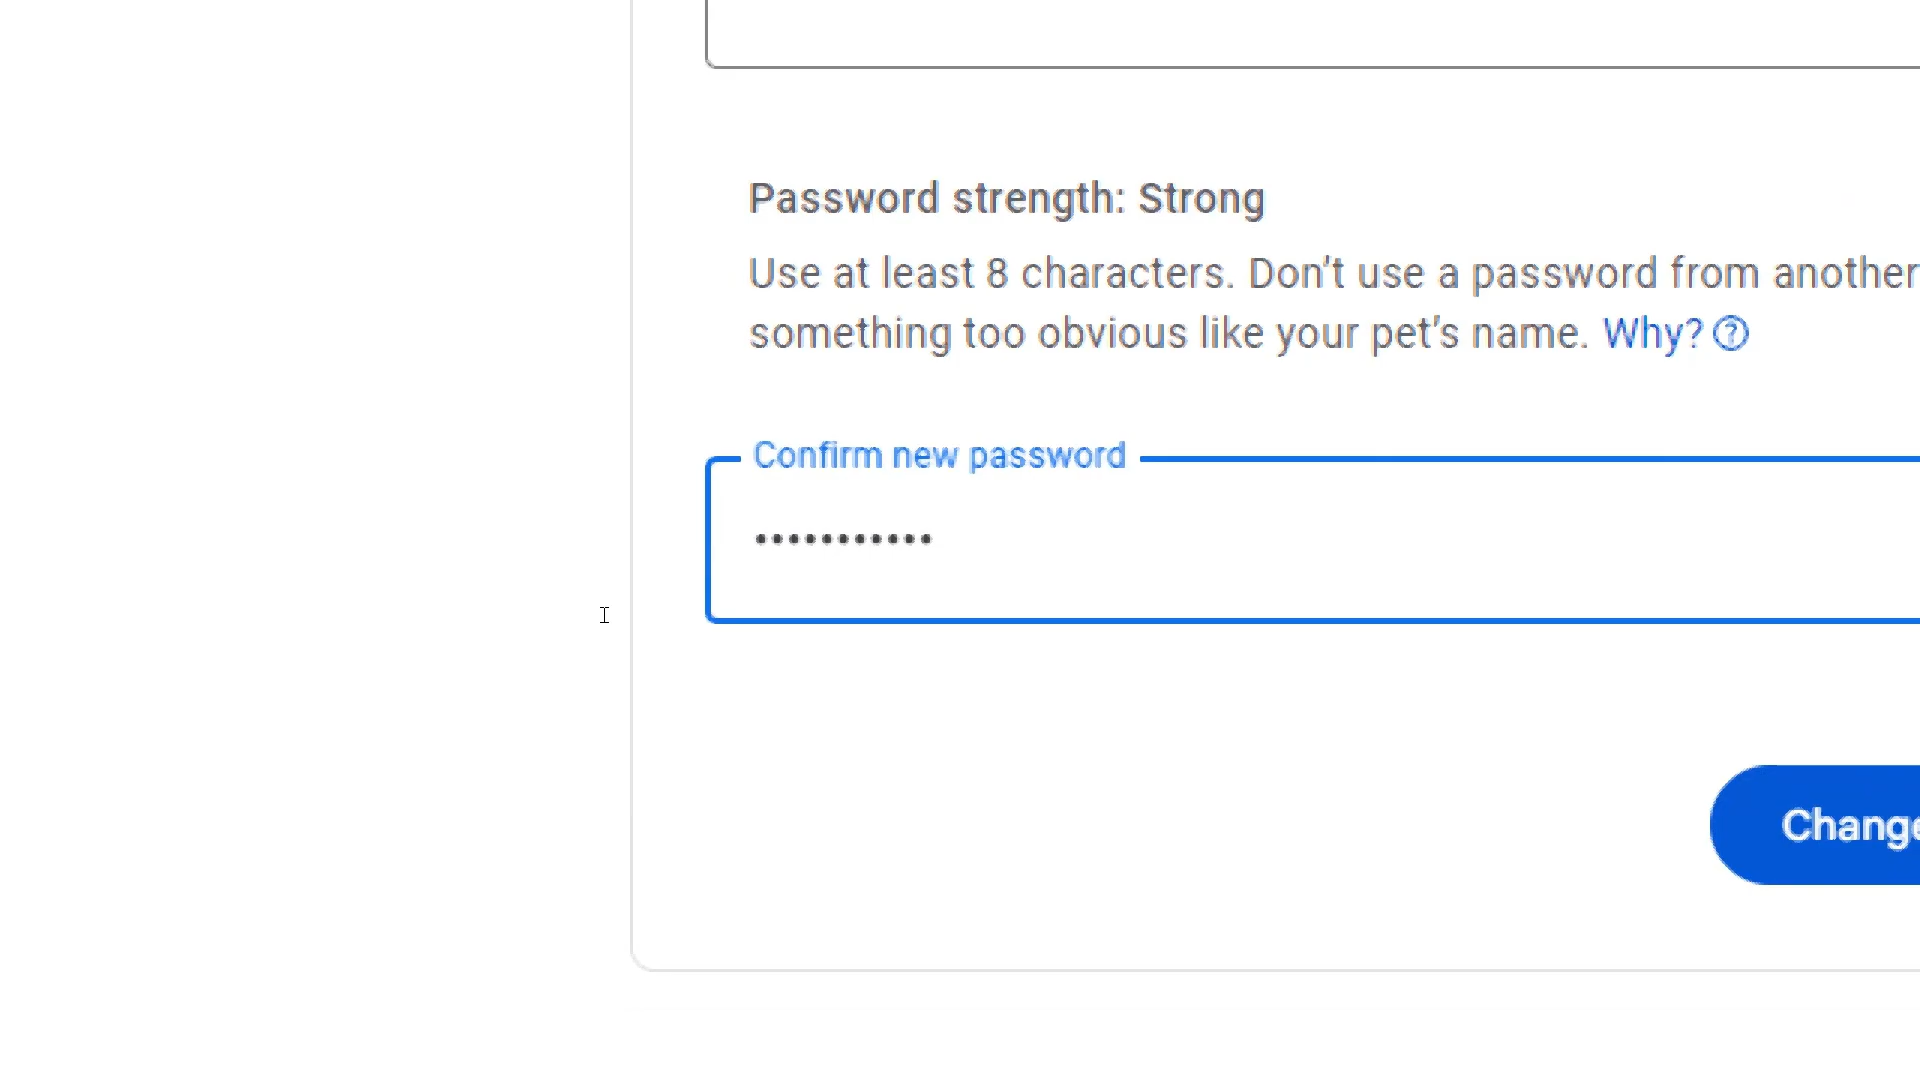 Password strength: Strong
Use at least 8 characters. Don't use a password from another
something too obvious like your pet's name. Why?
Confirm new password
•••••••••••
Change